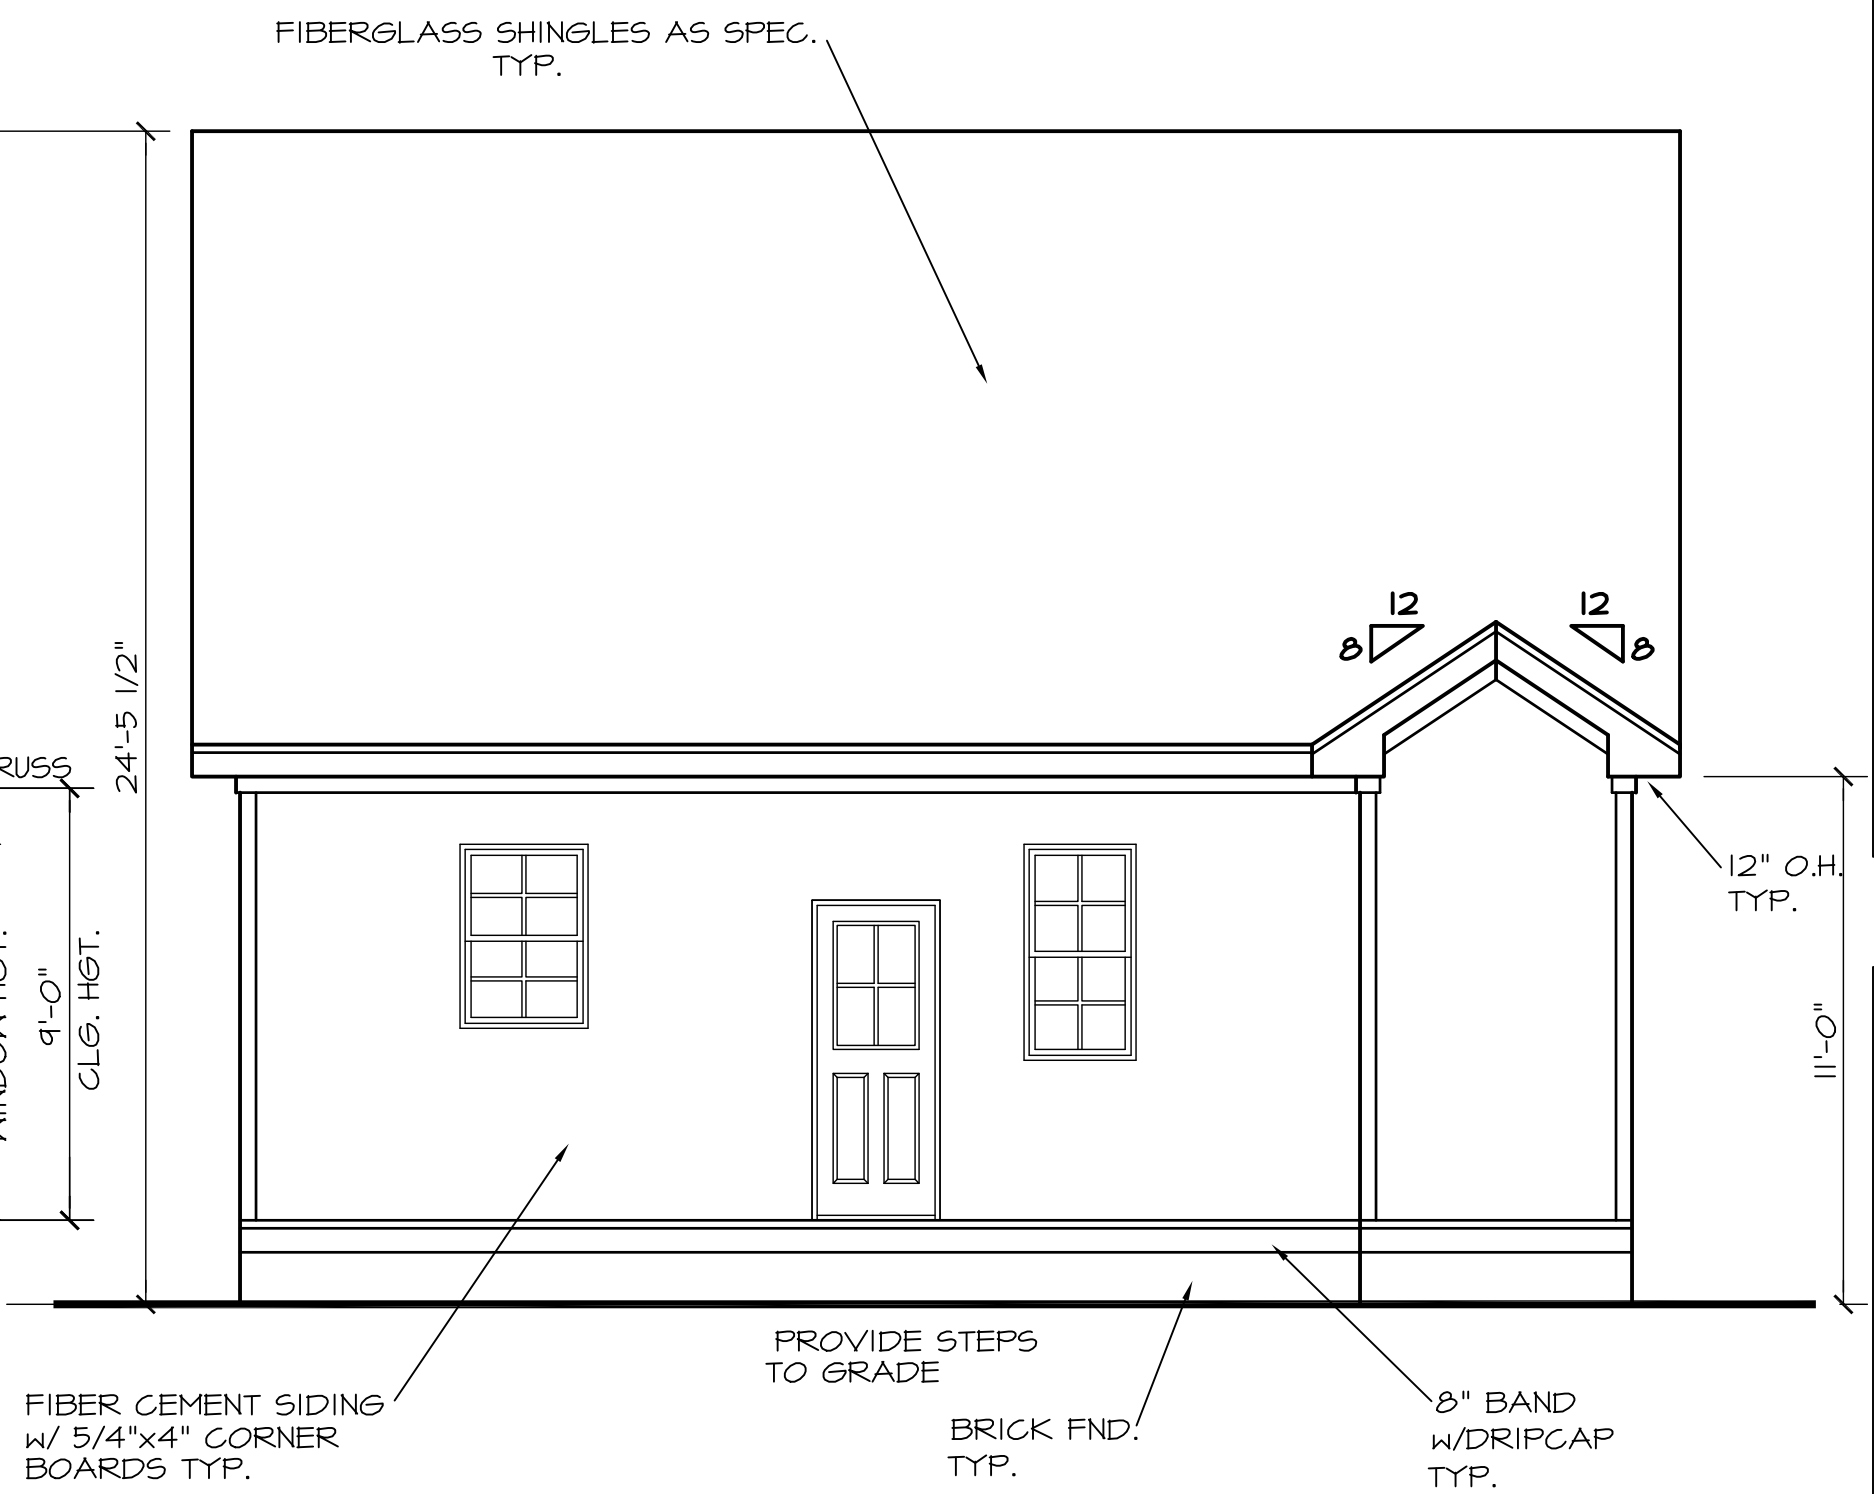 FIBERGLASS SHINGLES AS SPEC.
TYP.
12
8
12
8
24'-5 1/2"
RUSS
9'-0"
CLG. HGT.
12" O.H.
TYP.
11'-0"
PROVIDE STEPS
TO GRADE
FIBER CEMENT SIDING
w/ 5/4"x4" CORNER
BOARDS TYP.
BRICK FND.
TYP.
8" BAND
w/DRIPCAP
TYP.